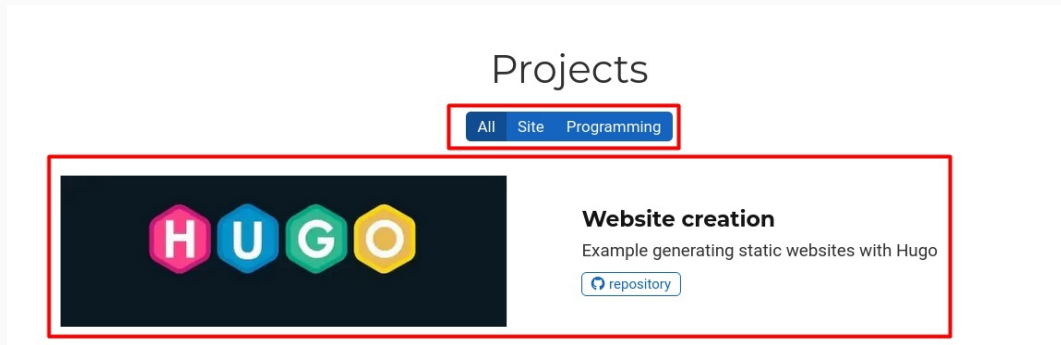 Projects
All Site Programming
HUGO
Website creation
Example generating static websites with Hugo
repository